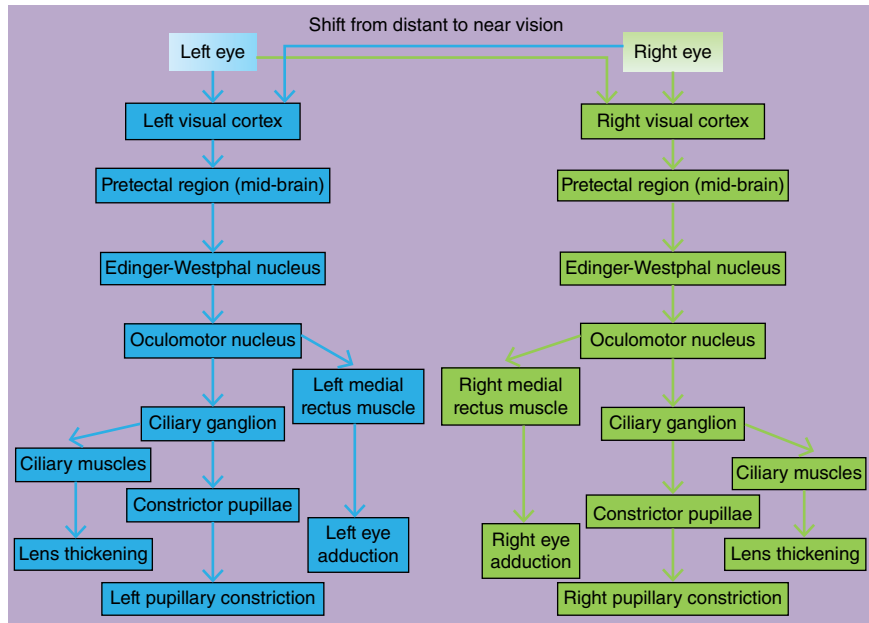 Shift from distant to near vision
Left eye
Right eye
Left visual cortex
Right visual cortex
Pretectal region (mid-brain)
Pretectal region (mid-brain)
Edinger-Westphal nucleus
Edinger-Westphal nucleus
Oculomotor nucleus
Oculomotor nucleus
Left medial
rectus muscle
Right medial
rectus muscle
Ciliary ganglion
Ciliary ganglion
Ciliary muscles
Ciliary muscles
Constrictor pupillae
Constrictor pupillae
Left eye
adduction
Right eye
adduction
Lens thickening
Lens thickening
Left pupillary constriction
Right pupillary constriction